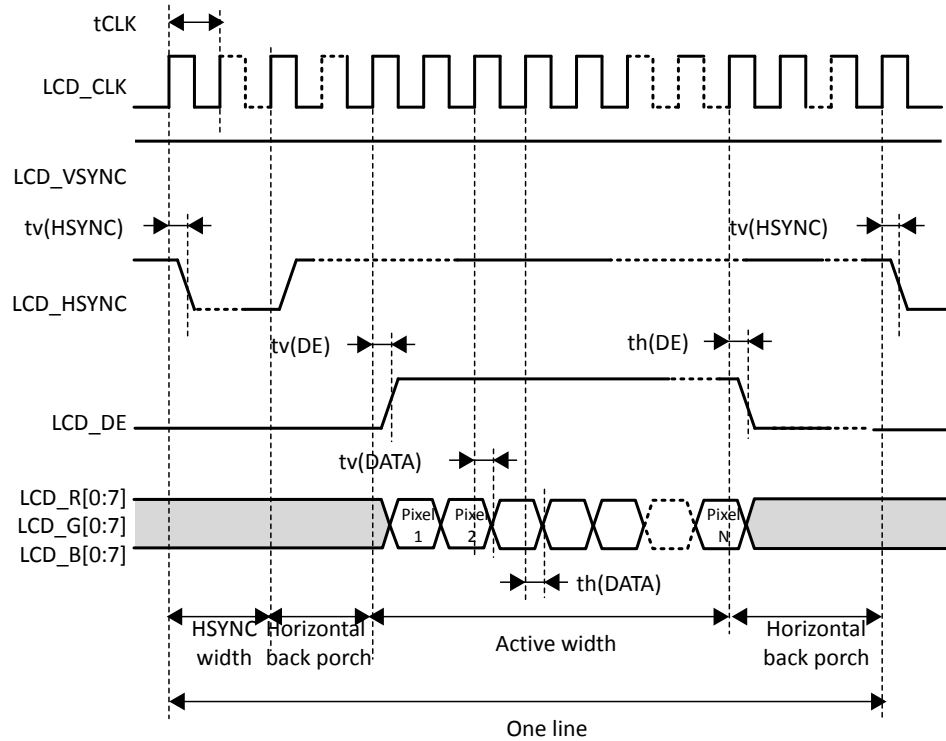 tCLK
LCD_CLK
LCD_VSYNC
tv(HSYNC)
tv(HSYNC)
LCD_HSYNC
tv(DE)
th(DE)
LCD_DE
tv(DATA)
LCD_R[0:7]
LCD_G[0:7]
LCD_B[0:7]
Pixel
1
Pixel
2
Pixel
N
th(DATA)
HSYNC
width
Horizontal
back porch
Active width
Horizontal
back porch
One line